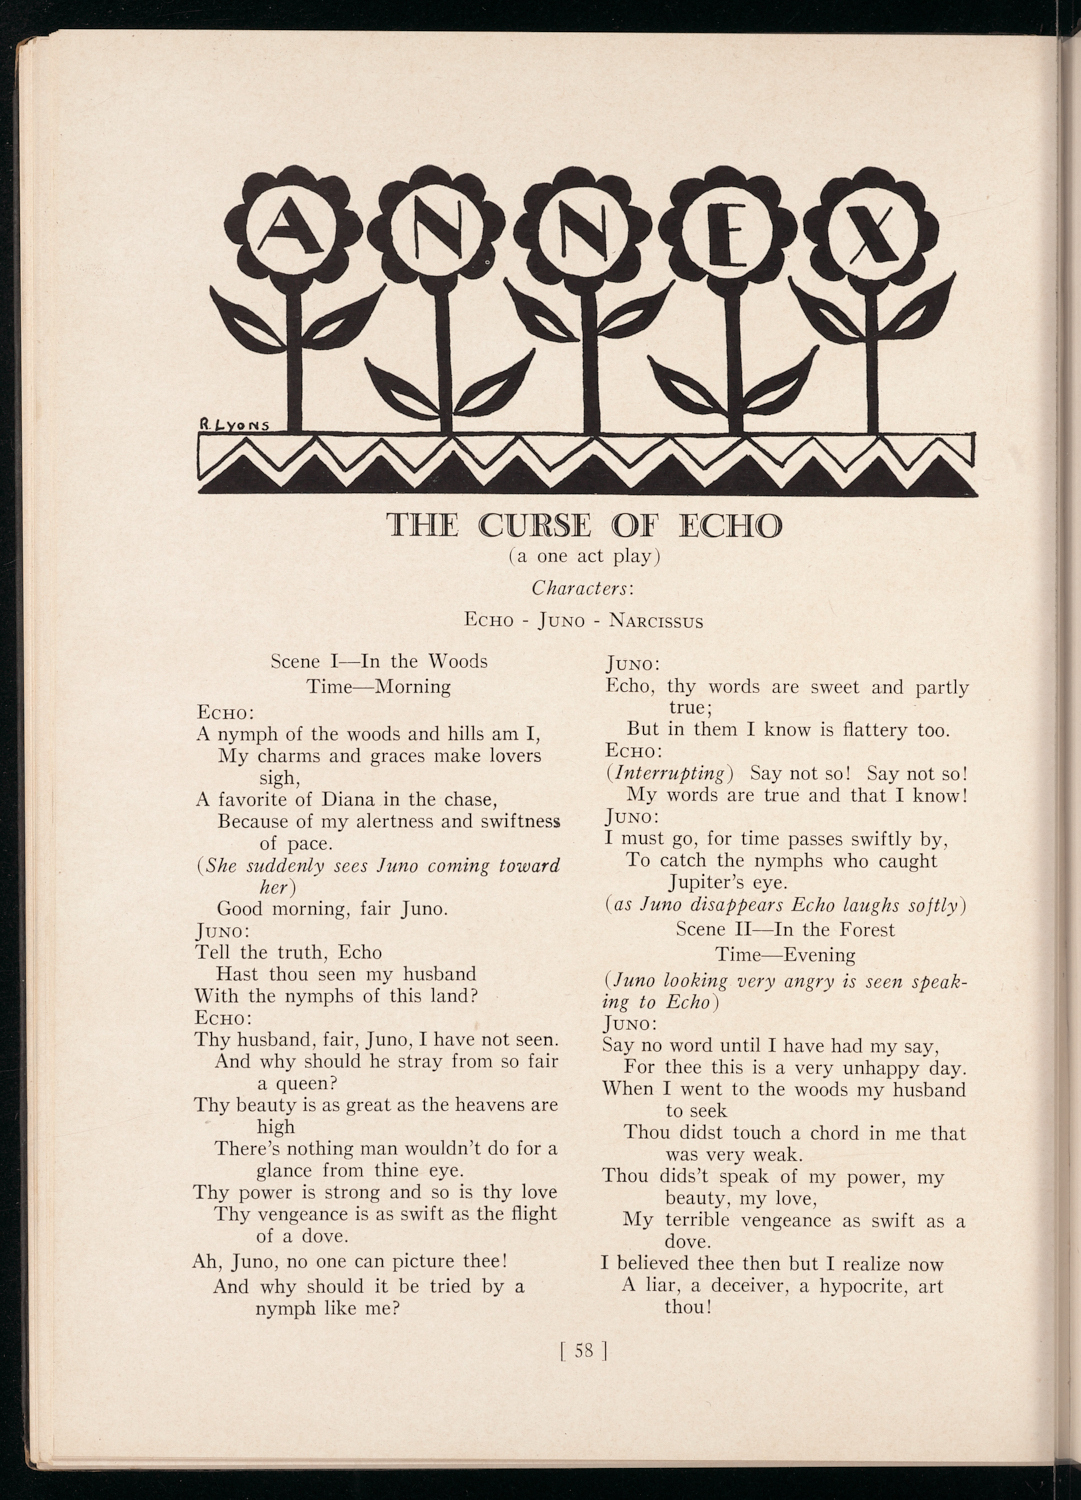 ANNEX
R. Lyons
THE CURSE OF ECHO
(a one act play)
Characters:
Echo - Juno - Narcissus
Scene I—In the Woods
Time—Morning
Echo:
A nymph of the woods and hills am I,
My charms and graces make lovers
sigh,
A favorite of Diana in the chase,
Because of my alertness and swiftness
of pace.
(She suddenly sees Juno coming toward
her)
Good morning, fair Juno.
Juno:
Tell the truth, Echo
Hast thou seen my husband
With the nymphs of this land?
Echo:
Thy husband, fair, Juno, I have not seen.
And why should he stray from so fair
a queen?
Thy beauty is as great as the heavens are
high
There's nothing man wouldn't do for a
glance from thine eye.
Thy power is strong and so is thy love
Thy vengeance is as swift as the flight
of a dove.
Ah, Juno, no one can picture thee!
And why should it be tried by a
nymph like me?
Juno:
Echo, thy words are sweet and partly
true;
But in them I know is flattery too.
Echo:
(Interrupting) Say not so! Say not so!
My words are true and that I know!
Juno:
I must go, for time passes swiftly by,
To catch the nymphs who caught
Jupiter's eye.
(as Juno disappears Echo laughs softly)
Scene II—In the Forest
Time—Evening
(Juno looking very angry is seen speak-
ing to Echo)
Juno:
Say no word until I have had my say,
For thee this is a very unhappy day.
When I went to the woods my husband
to seek
Thou didst touch a chord in me that
was very weak.
Thou dids't speak of my power, my
beauty, my love,
My terrible vengeance as swift as a
dove.
I believed thee then but I realize now
A liar, a deceiver, a hypocrite, art
thou!
[ 58 ]